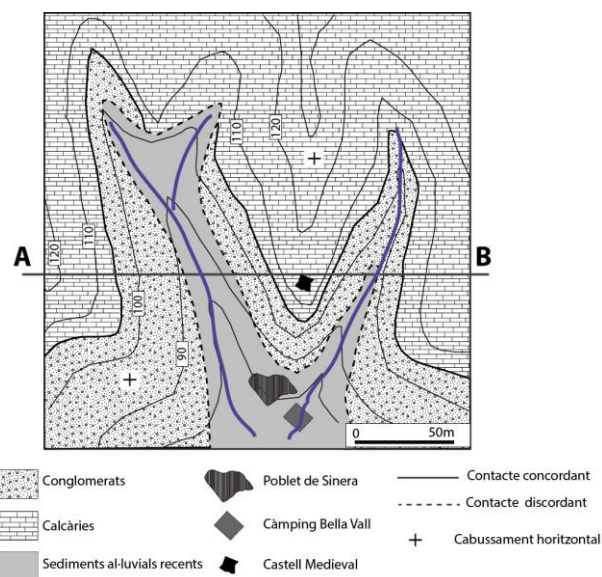 120
110
120
110
A
B
100
90
0 50m
Conglomerats
Poblet de Sinera
Contacte concordant
Contacte discordant
Calcàries
Càmping Bella Vall
Cabussament horitzontal
Sediments al·luvials recents
Castell Medieval